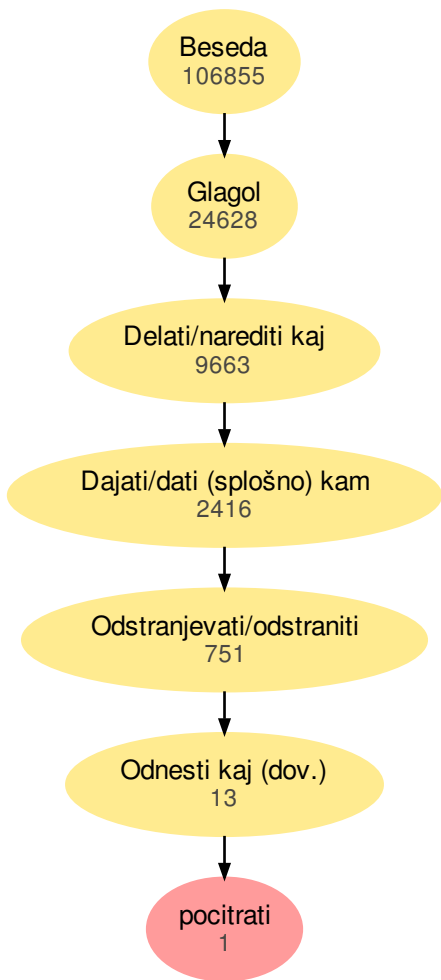 Beseda
106855
Glagol
24628
Delati/narediti kaj
9663
Dajati/dati (splošno) kam
2416
Odstranjevati/odstraniti
751
Odnesti kaj (dov.)
13
pocitrati
1